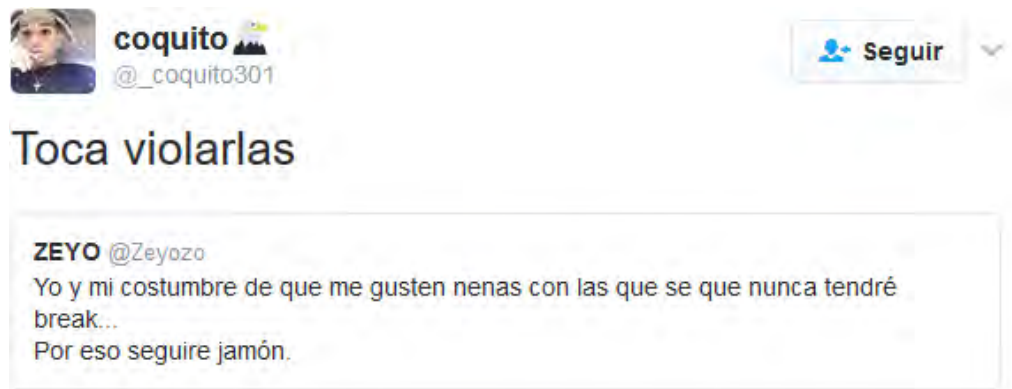 coquito
@_coquito301
Seguir
Toca violarlas
ZEYO @Zeyozo
Yo y mi costumbre de que me gusten nenas con las que se que nunca tendré
break...
Por eso seguire jamón.